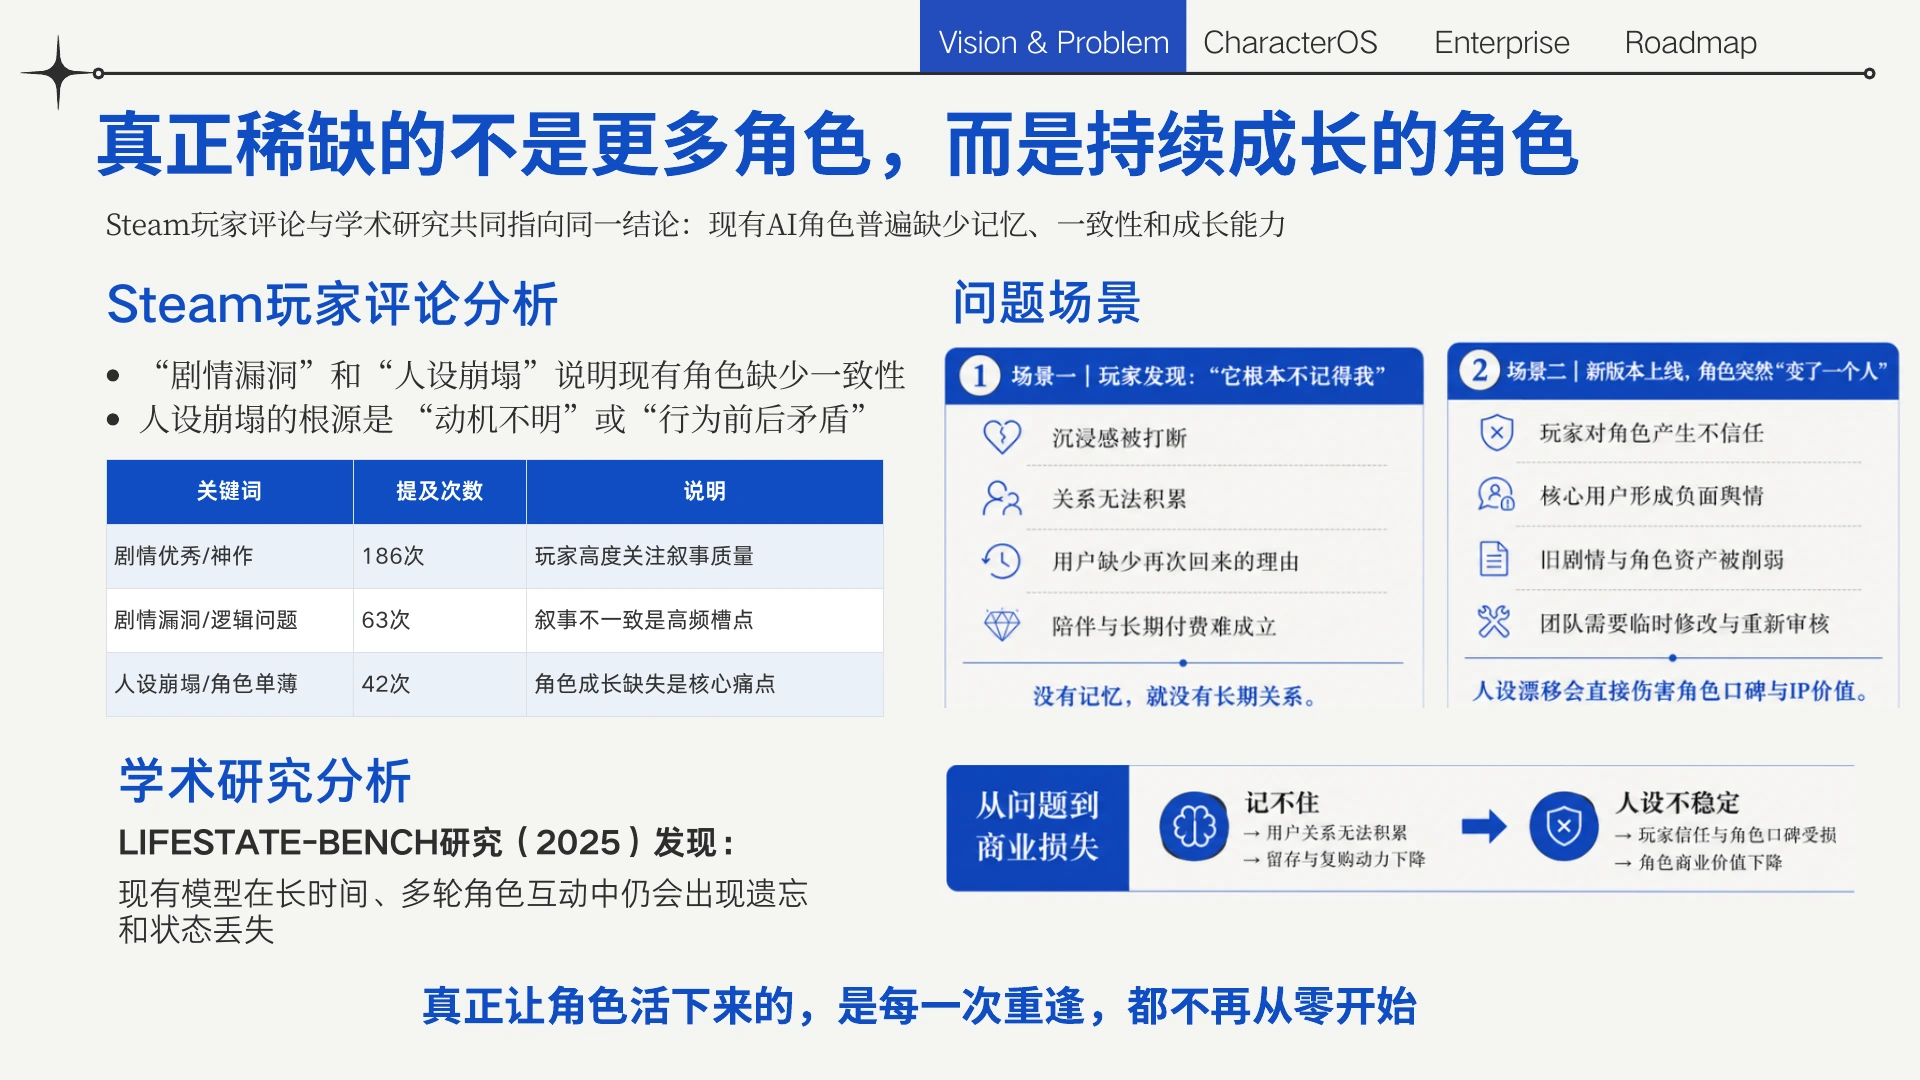 Vision & Problem CharacterOS Enterprise Roadmap
真正稀缺的不是更多角色，而是持续成长的角色
Steam玩家评论与学术研究共同指向同一结论：现有AI角色普遍缺少记忆、一致性和成长能力
Steam玩家评论分析
• “剧情漏洞”和“人设崩塌”说明现有角色缺少一致性
• 人设崩塌的根源是 “动机不明”或“行为前后矛盾”
关键词 提及次数 说明
剧情优秀/神作 186次 玩家高度关注叙事质量
剧情漏洞/逻辑问题 63次 叙事不一致是高频槽点
人设崩塌/角色单薄 42次 角色成长缺失是核心痛点
学术研究分析
LIFESTATE-BENCH研究（2025）发现：
现有模型在长时间、多轮角色互动中仍会出现遗忘
和状态丢失
问题场景
1 场景一｜玩家发现：“它根本不记得我”
沉浸感被打断
关系无法积累
用户缺少再次回来的理由
陪伴与长期付费难成立
没有记忆，就没有长期关系。
2 场景二｜新版本上线，角色突然“变了一个人”
玩家对角色产生不信任
核心用户形成负面舆情
旧剧情与角色资产被削弱
团队需要临时修改与重新审核
人设漂移会直接伤害角色口碑与IP价值。
从问题到
商业损失
记不住
→ 用户关系无法积累
→ 留存与复购动力下降
人设不稳定
→ 玩家信任与角色口碑受损
→ 角色商业价值下降
真正让角色活下来的，是每一次重逢，都不再从零开始